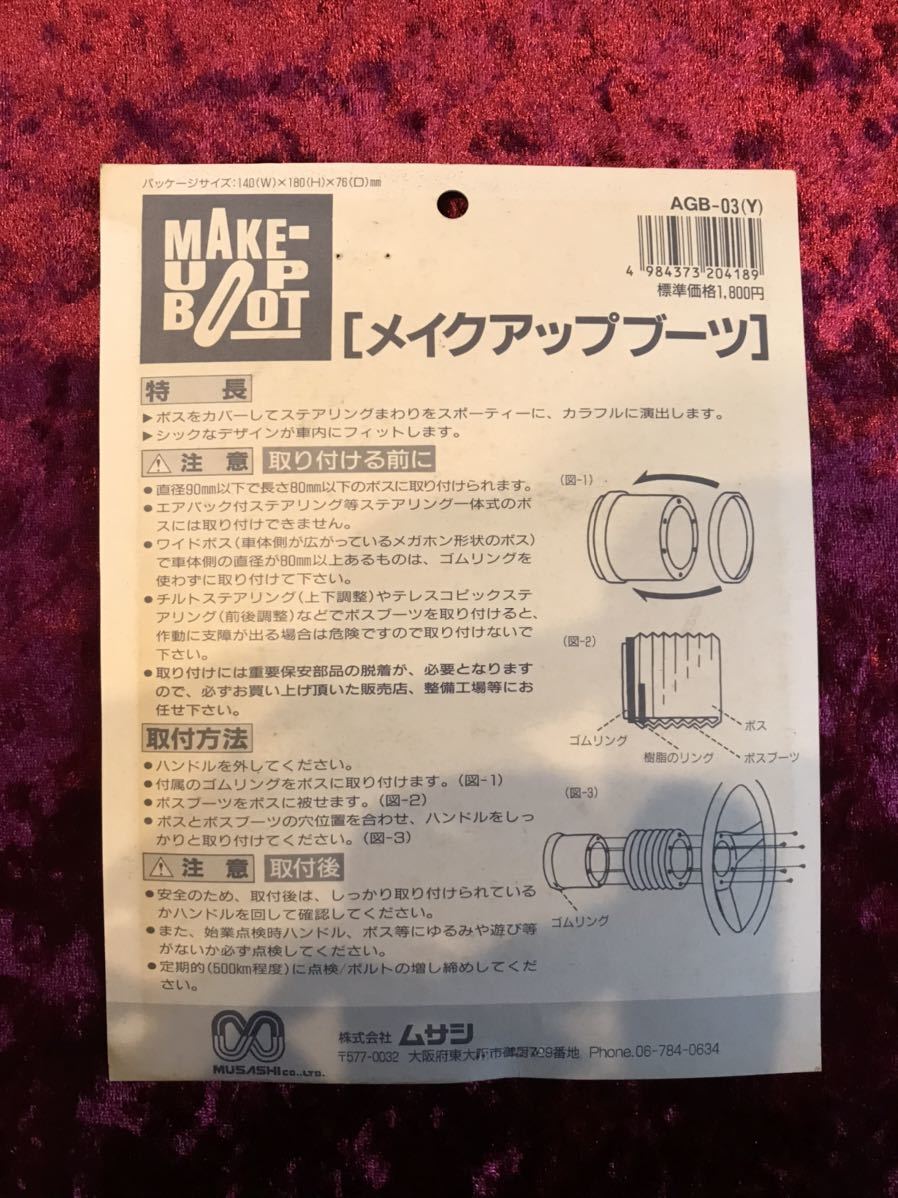 パッケージサイズ:140(W)×180(H)×76(D)mm
MAKE-
UP
BOOT
AGB-03(Y)
4 984373 204189
標準価格1,800円
[メイクアップブーツ]
特 長
▶ボスをカバーしてステアリングまわりをスポーティーに、カラフルに演出します。
▶シックなデザインが車内にフィットします。
⚠注 意 取り付ける前に
●直径90mm以下で長さ80mm以下のボスに取り付けられます。
●エアバック付ステアリング等ステアリング一体式のボ
スには取り付けできません。
●ワイドボス(車体側が広がっているメガホン形状のボス)
で車体側の直径が80mm以上あるものは、ゴムリングを
使わずに取り付けて下さい。
●チルトステアリング(上下調整)やテレスコピックステ
アリング(前後調整)などでボスブーツを取り付けると、
作動に支障が出る場合は危険ですので取り付けないで
下さい。
●取り付けには重要保安部品の脱着が、必要となります
ので、必ずお買い上げ頂いた販売店、整備工場等にお
任せ下さい。
取付方法
●ハンドルを外してください。
●付属のゴムリングをボスに取り付けます。(図-1)
●ボスブーツをボスに被せます。(図-2)
●ボスとボスブーツの穴位置を合わせ、ハンドルをしっ
かりと取り付けてください。(図-3)
⚠注 意 取付後
●安全のため、取付後は、しっかり取り付けられている
かハンドルを回して確認してください。
●また、始業点検時ハンドル、ボス等にゆるみや遊び等
がないか必ず点検してください。
●定期的(500km程度)に点検/ボルトの増し締めしてくだ
さい。
(図-1)
(図-2)
ゴムリング
樹脂のリング
ボス
ボスブーツ
(図-3)
ゴムリング
MUSASHI CO.,LTD.
株式会社 ムサシ
〒577-0032 大阪府東大阪市御厨709番地 Phone.06-784-0634